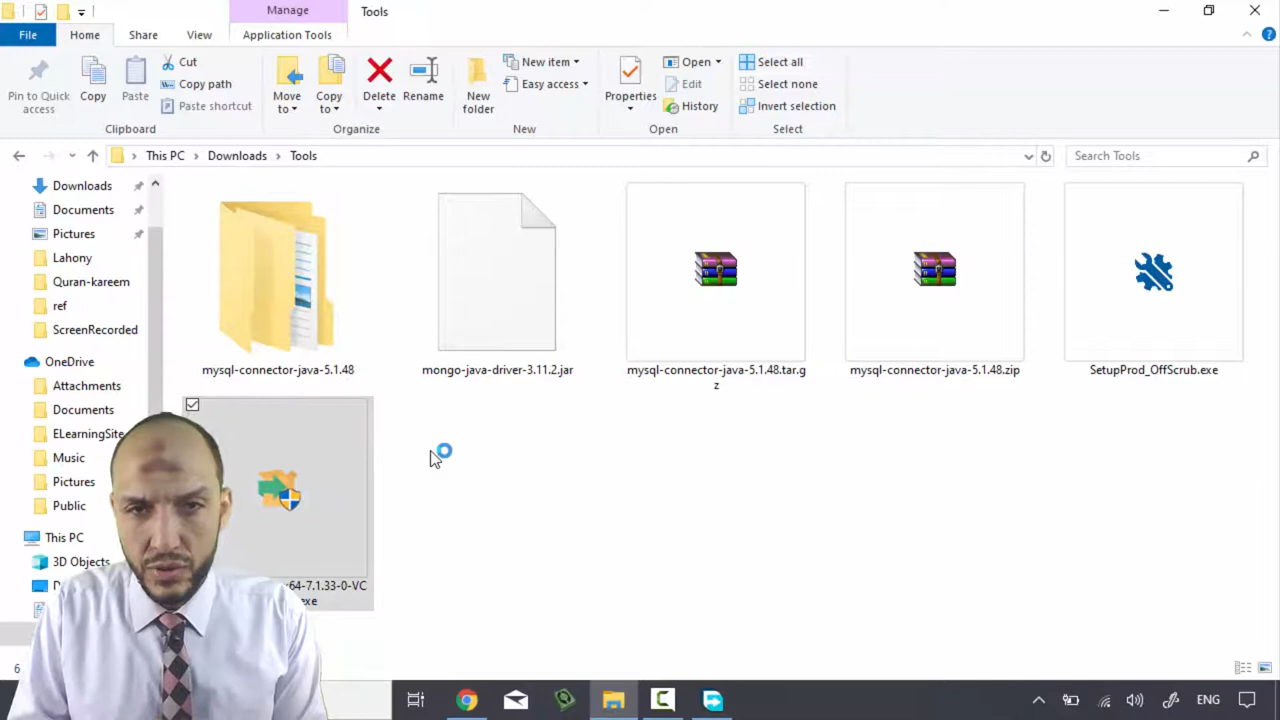 Manage
Tools
File
Home
Share
View
Application Tools
Pin to Quick
access
Copy
Paste
Cut
Copy path
Paste shortcut
Clipboard
Move
to
Copy
to
Delete
Rename
Organize
New
folder
New item
Easy access
New
Properties
Open
Edit
History
Open
Select all
Select none
Invert selection
Select
This PC
Downloads
Tools
Search Tools
Downloads
Documents
Pictures
Lahony
Quran-kareem
ref
ScreenRecorded
OneDrive
Attachments
Documents
ELearningSite
Music
Pictures
Public
This PC
3D Objects
mysql-connector-java-5.1.48
mongo-java-driver-3.11.2.jar
mysql-connector-java-5.1.48.tar.g
z
mysql-connector-java-5.1.48.zip
SetupProd_OffScrub.exe
64-7.1.33-0-VC
.exe
6
ENG